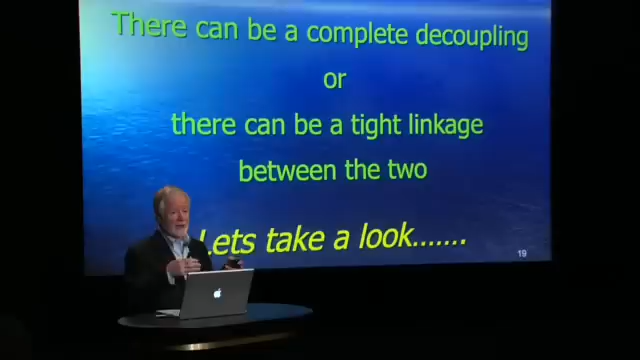 There can be a complete decoupling
or
there can be a tight linkage
between the two
Lets take a look.......
19